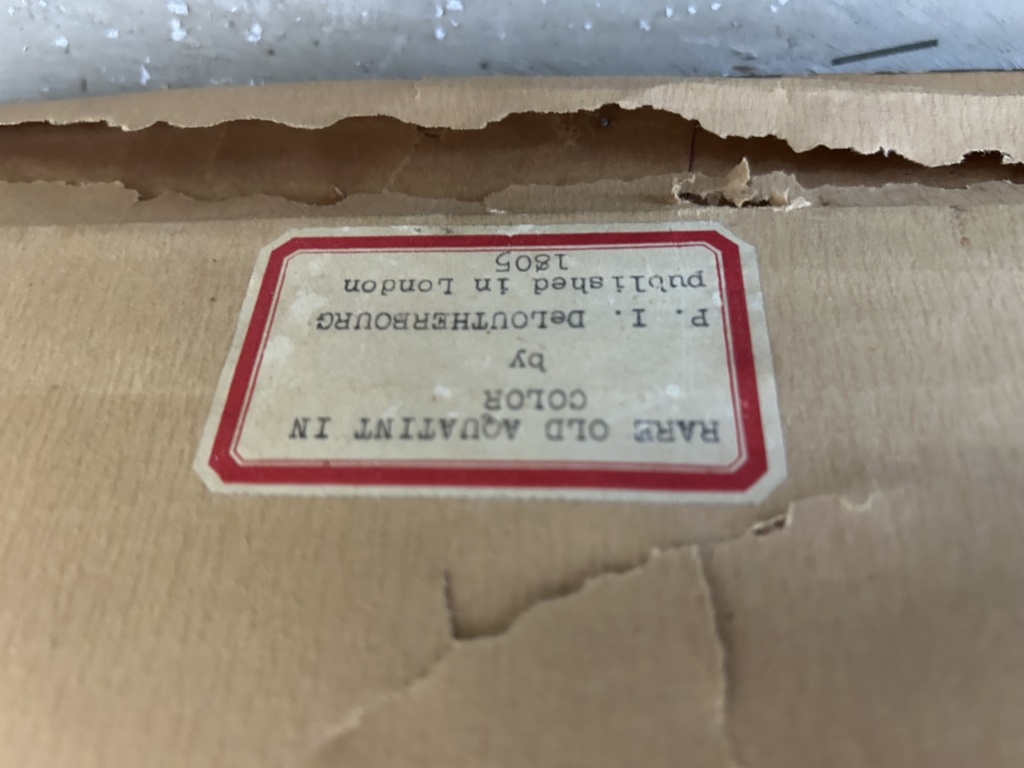 RARE OLD AQUATINT IN
COLOR
by
P. I. DeLOUTHERBOURG
published in London
1805